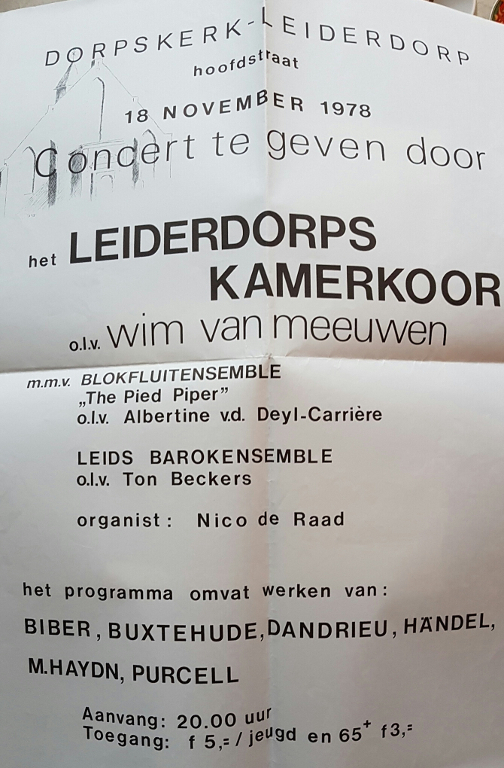 DORPSKERK-LEIDERDORP
hoofdstraat
18 NOVEMBER 1978
Concert te geven door
het LEIDERDORPS
KAMERKOOR
o.l.v. wim van meeuwen
m.m.v. BLOKFLUITENSEMBLE
„The Pied Piper”
o.l.v. Albertine v.d. Deyl-Carrière
LEIDS BAROKENSEMBLE
o.l.v. Ton Beckers
organist: Nico de Raad
het programma omvat werken van:
BIBER, BUXTEHUDE, DANDRIEU, HÄNDEL,
M.HAYDN, PURCELL
Aanvang: 20.00 uur
Toegang: f 5,=/ jeugd en 65+ f3,=